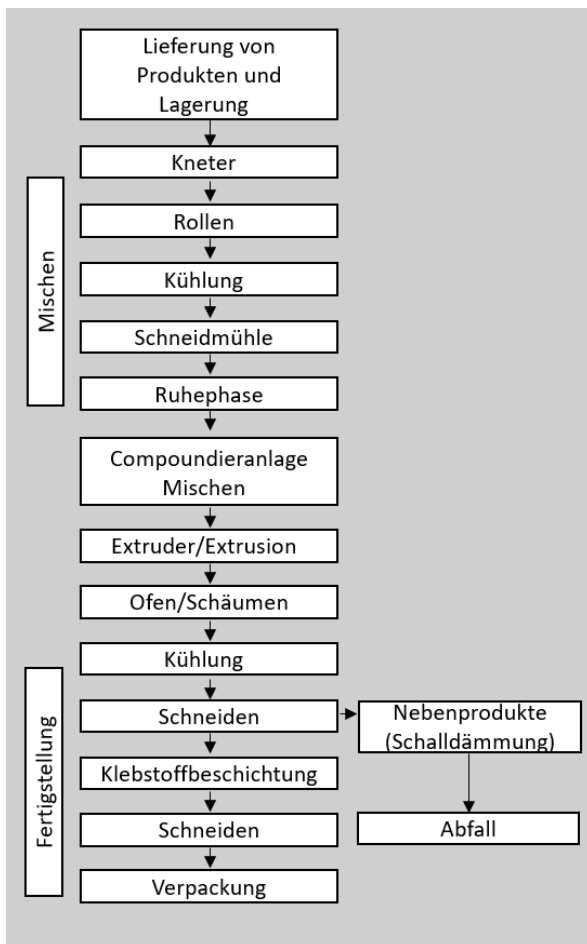 Lieferung von
Produkten und
Lagerung
Kneter
Mischen
Rollen
Kühlung
Schneidmühle
Ruhephase
Compoundieranlage
Mischen
Extruder/Extrusion
Ofen/Schäumen
Kühlung
Fertigstellung
Schneiden
Nebenprodukte
(Schalldämmung)
Klebstoffbeschichtung
Schneiden
Abfall
Verpackung